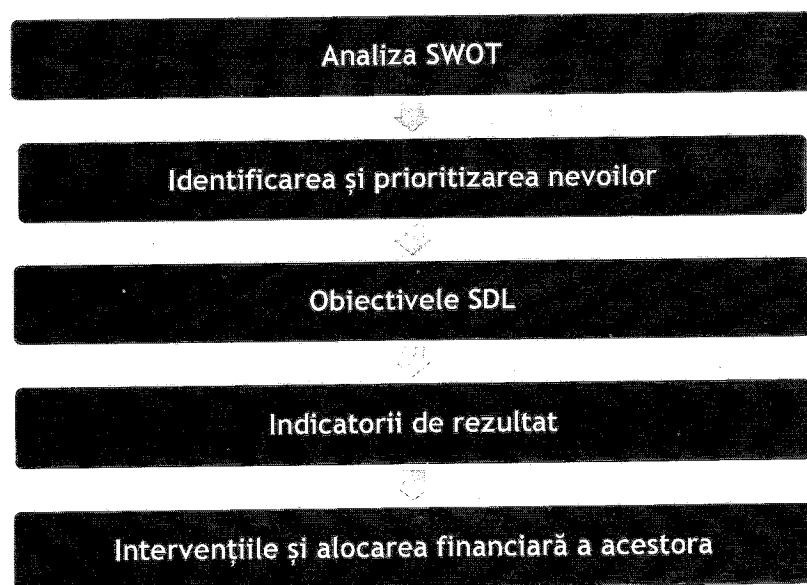 Analiza SWOT
Identificarea și prioritizarea nevoilor
Obiectivele SDL
Indicatorii de rezultat
Intervențiile și alocarea financiară a acestora